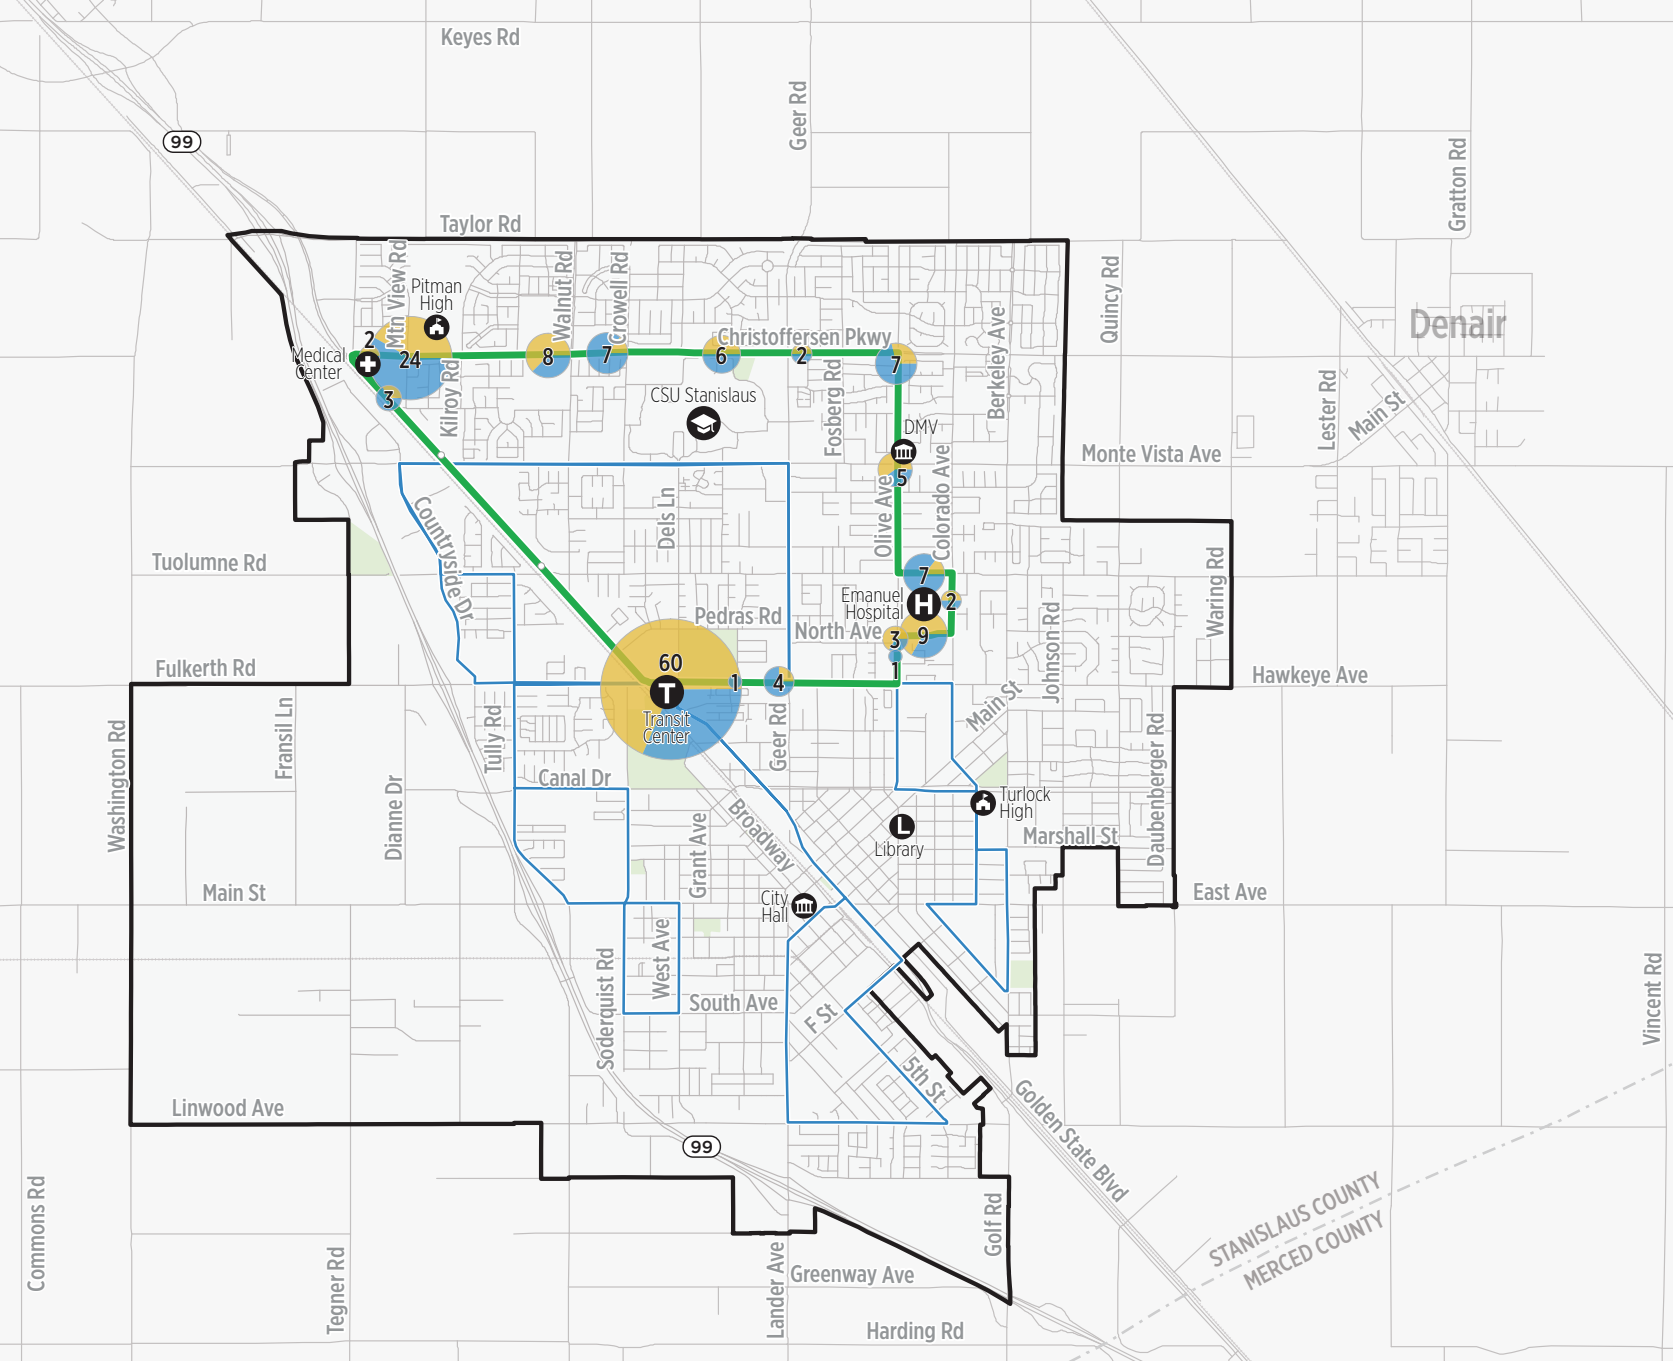 Keyes Rd
Geer Rd
99
Gratton Rd
Taylor Rd
Mtn View Rd
Pitman
High
Walnut Rd
Crowell Rd
Quincy Rd
Denair
2
Medical
Center
24
8
7
6
Christoffersen Pkwy
2
7
Berkeley Ave
3
Kilroy Rd
CSU Stanislaus
Fosberg Rd
DMV
5
Lester Rd
Main St
Monte Vista Ave
Countryside Dr
Dels Ln
Olive Ave
Colorado Ave
Tuolumne Rd
7
Emanuel
Hospital
H
2
Waring Rd
Pedras Rd
North Ave
3
9
Johnson Rd
Fulkerth Rd
60
T
Transit
Center
1
4
1
Hawkeye Ave
Washington Rd
Fransil Ln
Tully Rd
Geer Rd
Main St
Daubenberger Rd
Dianne Dr
Canal Dr
Broadway
Grant Ave
L
Library
Turlock
High
Marshall St
Main St
City
Hall
East Ave
Soderquist Rd
West Ave
South Ave
F St
Vincent Rd
5th St
Linwood Ave
99
Golden State Blvd
Commons Rd
Tegner Rd
Lander Ave
Greenway Ave
Golf Rd
STANISLAUS COUNTY
MERCED COUNTY
Harding Rd